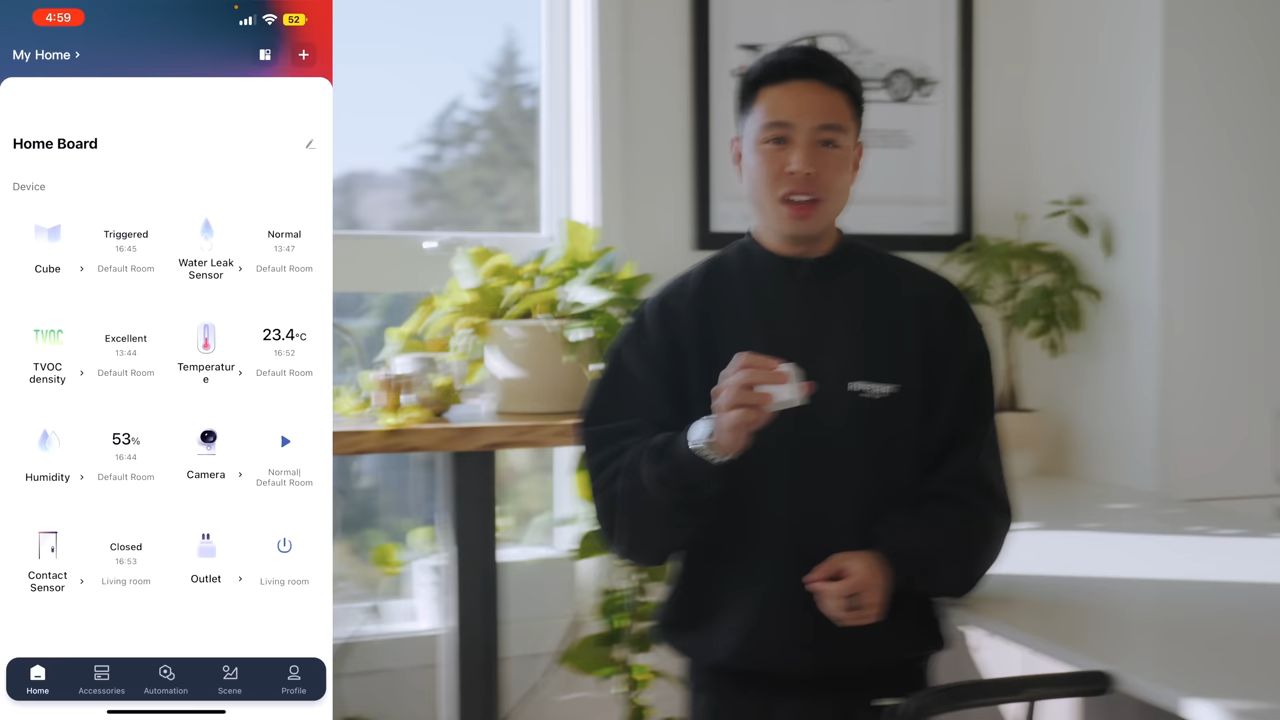 4:59
52
My Home >
Home Board
Device
Triggered
16:45
Cube >
Default Room
Normal
13:47
Water Leak
Sensor >
Default Room
TVOC
Excellent
13:44
TVOC
density >
Default Room
23.4°C
16:52
Temperatur
e >
Default Room
53%
16:44
Humidity >
Default Room
Camera >
Normal|
Default Room
Closed
16:53
Contact
Sensor >
Living room
Outlet >
Living room
Home
Accessories
Automation
Scene
Profile
REPRESENT